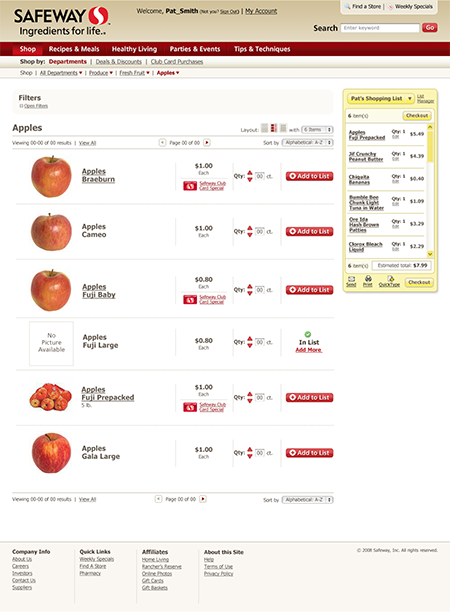 Find a Store | Weekly Specials
SAFEWAY
Ingredients for life.
Welcome, Pat_Smith (Not you? Sign Out) | My Account
Search Enter keyword Go
Shop Recipes & Meals Healthy Living Parties & Events Tips & Techniques
Shop by: Departments | Deals & Discounts | Club Card Purchases
Shop | All Departments | Produce | Fresh Fruit | Apples
Filters
Open Filters
Apples
Layout: with 6 Items
Viewing 00-00 of 00 results | View All
Page 00 of 00
Sort by Alphabetical: A-Z
Apples
Braeburn
$1.00
Each
Safeway Club
Card Special
Qty: 00 ct.
Add to List
Apples
Cameo
$1.00
Each
Qty: 00 ct.
Add to List
Apples
Fuji Baby
$0.80
Each
Safeway Club
Card Special
Qty: 00 ct.
Add to List
No
Picture
Available
Apples
Fuji Large
$0.80
Each
In List
Add More
Apples
Fuji Prepacked
5 lb.
$1.00
Each
Safeway Club
Card Special
Qty: 00 ct.
Add to List
Apples
Gala Large
$1.00
Each
Qty: 00 ct.
Add to List
Viewing 00-00 of 00 results | View All
Page 00 of 00
Sort by Alphabetical: A-Z
Pat's Shopping List
List
Manager
6 item(s) Checkout
Apples
Fuji Prepacked
Qty: 1
Edit
$5.49
Jif Crunchy
Peanut Butter
Qty: 1
Edit
$4.39
Chiquita
Bananas
Qty: 1
Edit
$0.40
Bumble Bee
Chunk Light
Tuna in Water
Qty: 1
Edit
$1.09
Ore Ida
Hash Brown
Patties
Qty: 1
Edit
$3.29
Clorox Bleach
Liquid
Qty: 1
Edit
$2.29
6 item(s) Estimated total: $7.99
Send Print QuickType Checkout
Company Info
About Us
Careers
Investors
Contact Us
Suppliers
Quick Links
Weekly Specials
Find A Store
Pharmacy
Affiliates
Home Living
Rancher's Reserve
Online Photos
Gift Cards
Gift Baskets
About this Site
Help
Terms of Use
Privacy Policy
© 2008 Safeway, Inc. All rights reserved.